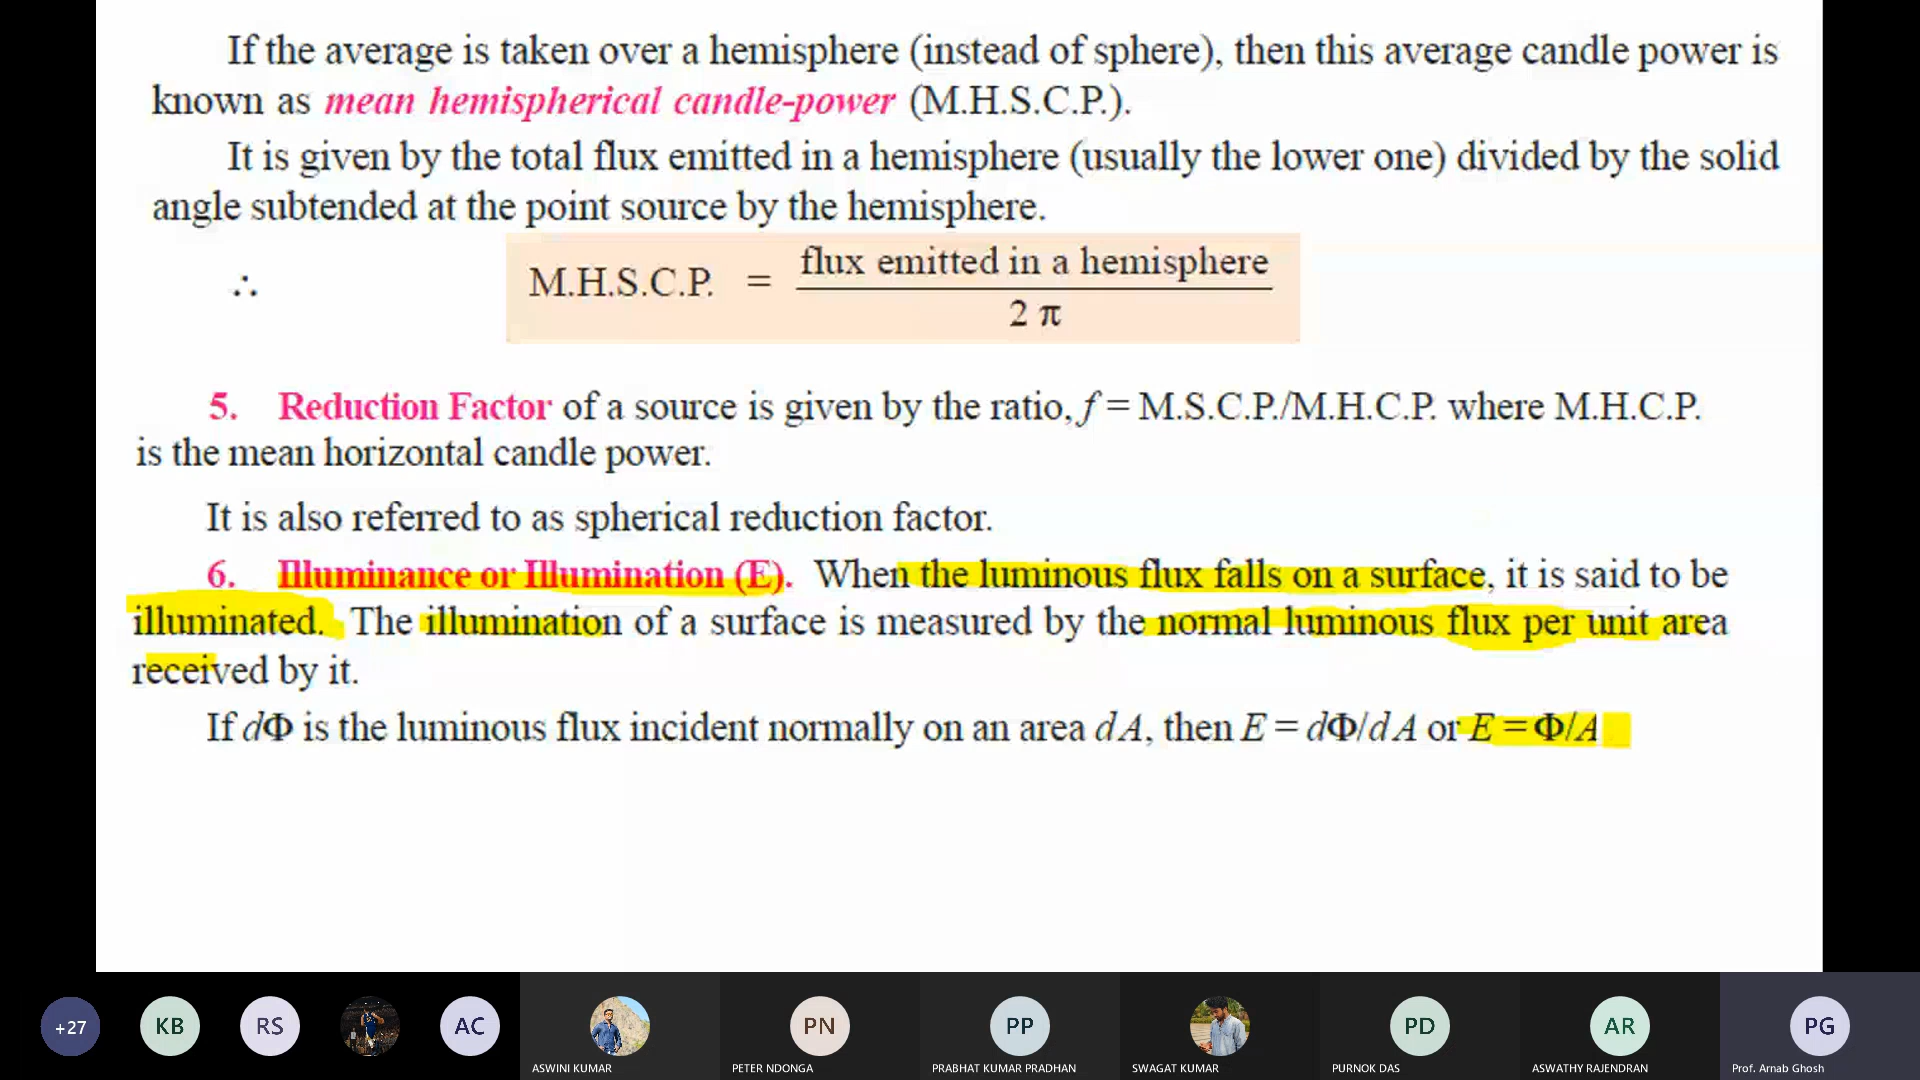 If the average is taken over a hemisphere (instead of sphere), then this average candle power is
known as mean hemispherical candle-power (M.H.S.C.P.).
It is given by the total flux emitted in a hemisphere (usually the lower one) divided by the solid
angle subtended at the point source by the hemisphere.
∴ M.H.S.C.P. = flux emitted in a hemisphere
2 π
5. Reduction Factor of a source is given by the ratio, f = M.S.C.P./M.H.C.P. where M.H.C.P.
is the mean horizontal candle power.
It is also referred to as spherical reduction factor.
6. Illuminance or Illumination (E). When the luminous flux falls on a surface, it is said to be
illuminated. The illumination of a surface is measured by the normal luminous flux per unit area
received by it.
If dΦ is the luminous flux incident normally on an area dA, then E = dΦ/dA or E = Φ/A
+27 KB RS AC PN PP PD AR PG
ASWINI KUMAR PETER NDONGA PRABHAT KUMAR PRADHAN SWAGAT KUMAR PURNOK DAS ASWATHY RAJENDRAN Prof. Arnab Ghosh